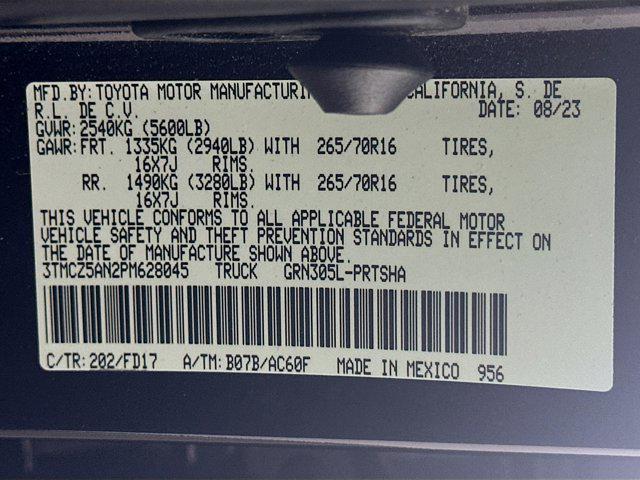 MFD.BY: TOYOTA MOTOR MANUFACTURIN CALIFORNIA, S. DE
R.L. DE C.V. DATE: 08/23
GVWR: 2540KG (5600LB)
GAWR: FRT. 1335KG (2940LB) WITH 265/70R16 TIRES,
16X7J RIMS.
RR. 1490KG (3280LB) WITH 265/70R16 TIRES,
16X7J RIMS.
THIS VEHICLE CONFORMS TO ALL APPLICABLE FEDERAL MOTOR
VEHICLE SAFETY AND THEFT PREVENTION STANDARDS IN EFFECT ON
THE DATE OF MANUFACTURE SHOWN ABOVE.
3TMCZ5AN2PM628045 TRUCK GRN305L-PRTSHA
C/TR: 202/FD17 A/TM: B07B/AC60F MADE IN MEXICO 956